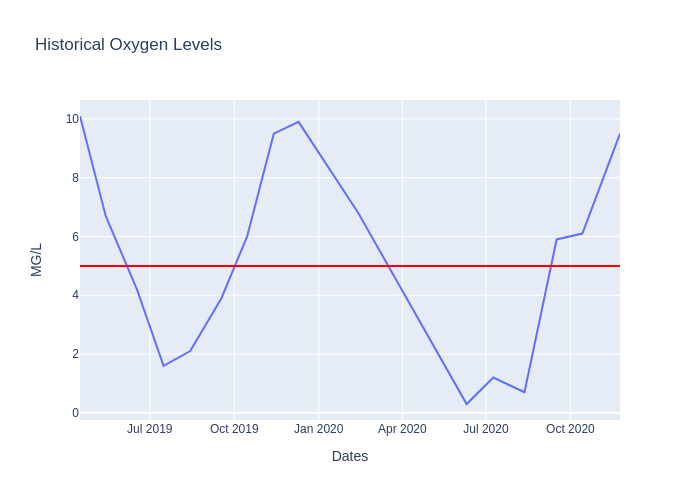 Historical Oxygen Levels
10
8
6
4
2
0
MG/L
Jul 2019
Oct 2019
Jan 2020
Apr 2020
Jul 2020
Oct 2020
Dates